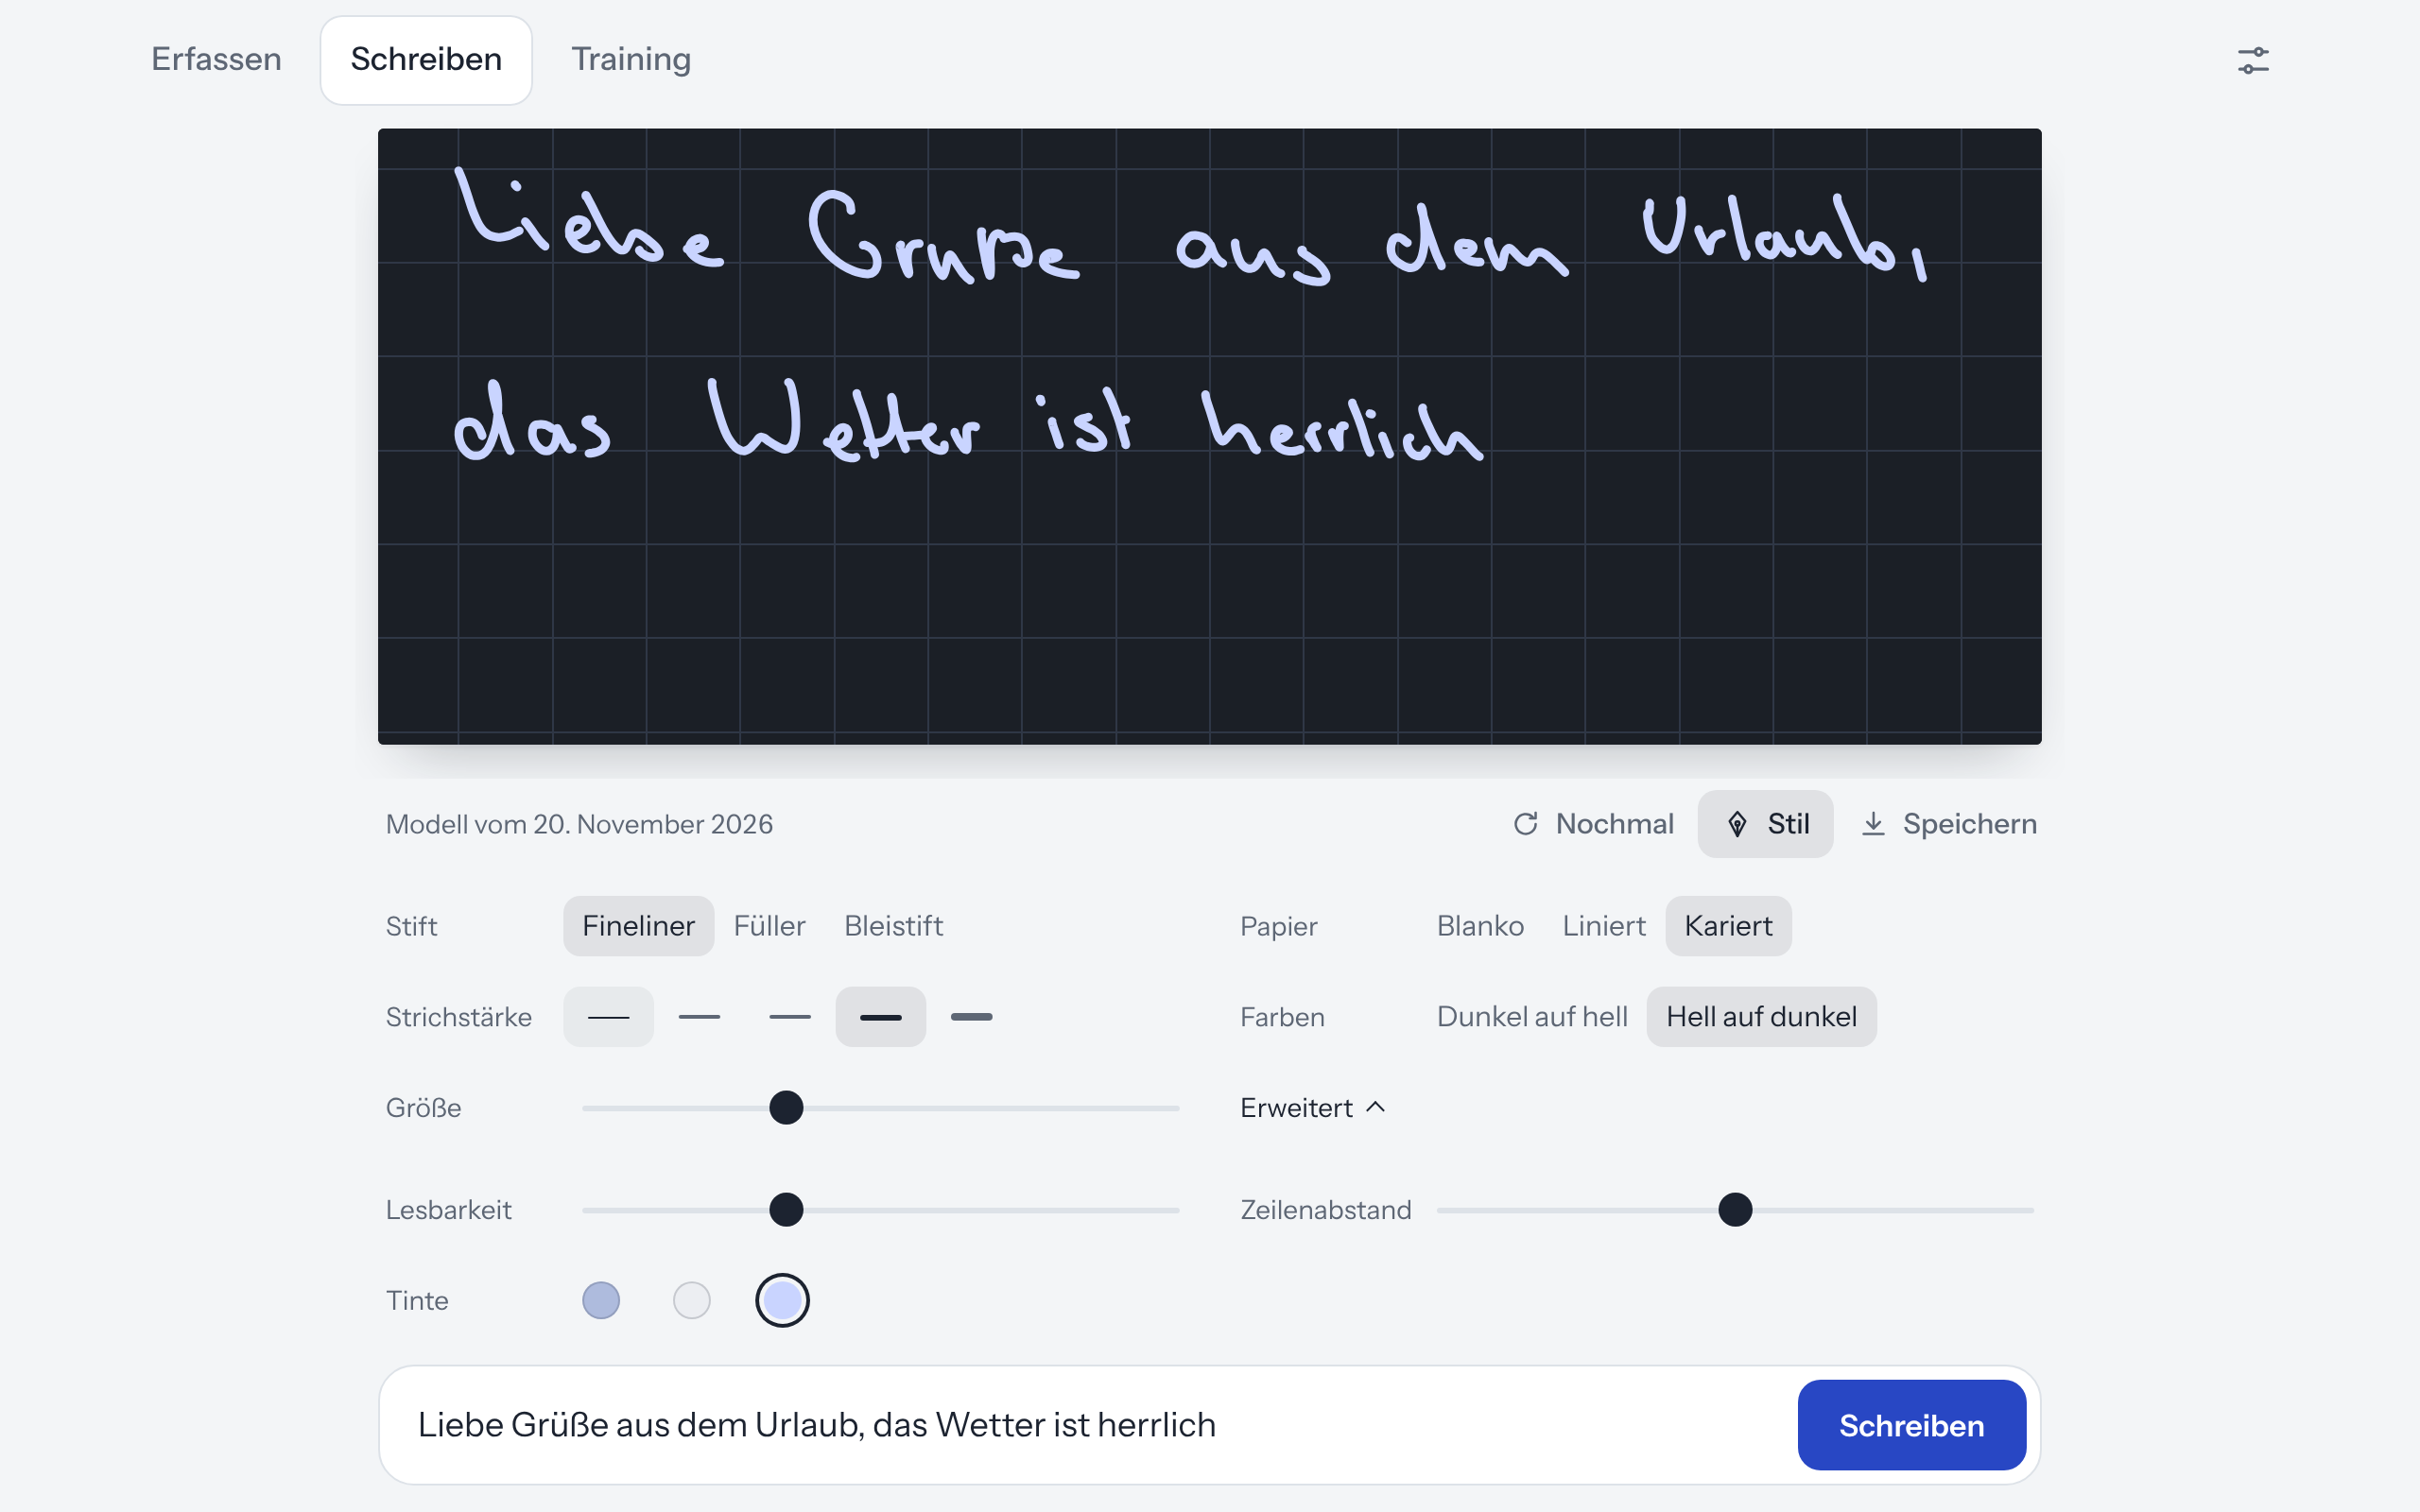 Erfassen Schreiben Training
Liebe Grüße aus dem Urlaub,
das Wetter ist herrlich
Modell vom 20. November 2026 Nochmal Stil Speichern
Stift Fineliner Füller Bleistift Papier Blanko Liniert Kariert
Strichstärke Farben Dunkel auf hell Hell auf dunkel
Größe Erweitert
Lesbarkeit Zeilenabstand
Tinte
Liebe Grüße aus dem Urlaub, das Wetter ist herrlich Schreiben